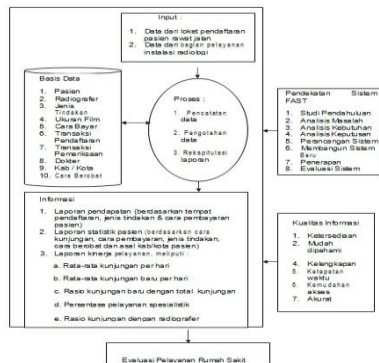 Input :
1. Data dari loket pendaftaran
pasien rawat jalan
2. Data dari bagian pelayanan
instalasi radiologi
Basis Data
1 Pasien
2 Radiografer
3 Jenis
Tindakan
4 Ukuran Film
5 Cara Bayar
6 Transaksi
Pendaftaran
7 Transaksi
Pemeriksaan
8 Dokter
9 Kab / Kota
10. Cara Berobat
Proses :
1. Pencatatan
data
2. Pengolahan
data
3. Rekapitulasi
laporan
Pendekatan Sistem
FAST
1 Studi Pendahuluan
2 Analisis Masalah
3 Analisis Kabutuhan
4 Analisis Keputusan
5 Perancangan Sistem
6 Membangun Sistem
Baru
7 Penerapan
8 Evaluasi Sistem
Informasi
1. Laporan pendapatan (berdasarkan tempat
pendaftaran, jenis tindakan & cara pembayaran
pasien)
2. Laporan statistik pasien (berdasarkan cara
kunjungan, cara pembayaran, jenis tindakan,
cara berobat dan asal kab/kota pasien)
3. Laporan kinerja pelayanan, meliputi :
a. Rata-rata kunjungan per hari
b. Rata-rata kunjungan baru per hari
c. Rasio kunjungan baru dengan total kunjungan
d. Persentase pelayanan spesialistik
e. Rasio kunjungan dengan radiografer
Kualitas Informasi
1 Ketersediaan
2 Mudah
dipahami
4 Kelengkapan
5 Ketepatan
waktu
6 Kemudahan
akses
7 Akurat
Evaluasi Pelayanan Rumah Sakit